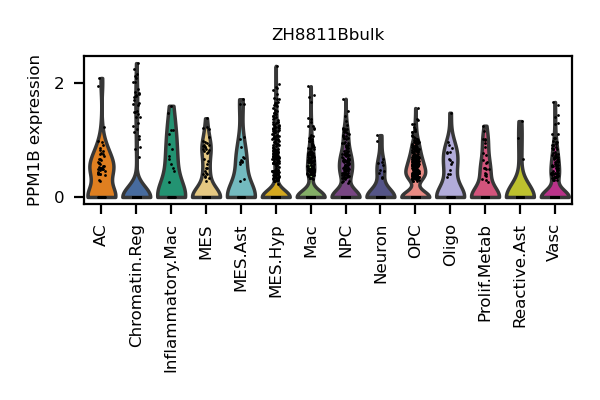 ZH8811Bbulk
PPM1B expression
2
0
AC
Chromatin.Reg
Inflammatory.Mac
MES
MES.Ast
MES.Hyp
Mac
NPC
Neuron
OPC
Oligo
Prolif.Metab
Reactive.Ast
Vasc